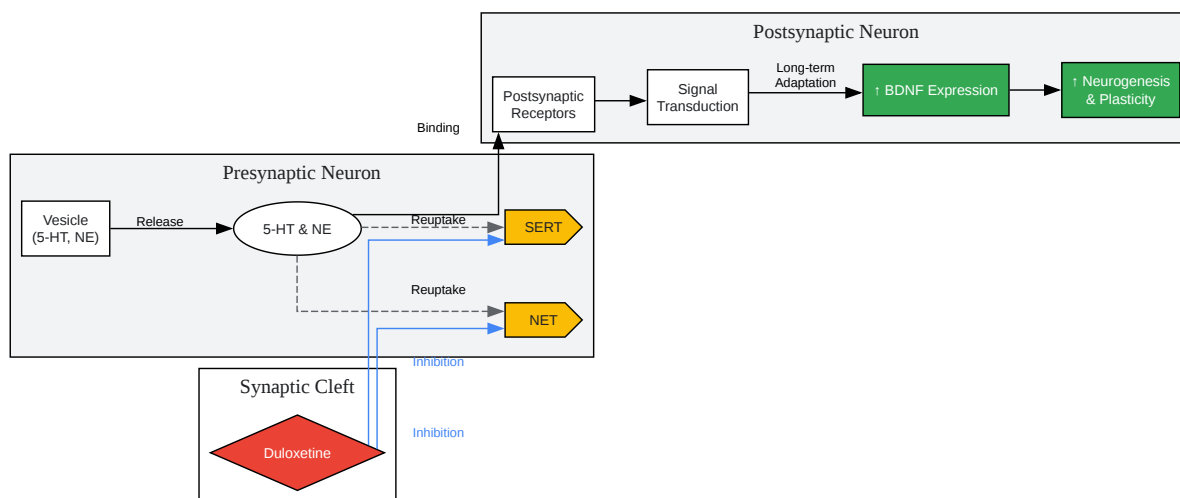 Postsynaptic Neuron
Postsynaptic
Receptors
Signal
Transduction
Long-term
Adaptation
↑ BDNF Expression
↑ Neurogenesis
& Plasticity
Binding
Presynaptic Neuron
Vesicle
(5-HT, NE)
Release
5-HT & NE
Reuptake
SERT
Reuptake
NET
Inhibition
Synaptic Cleft
Inhibition
Duloxetine